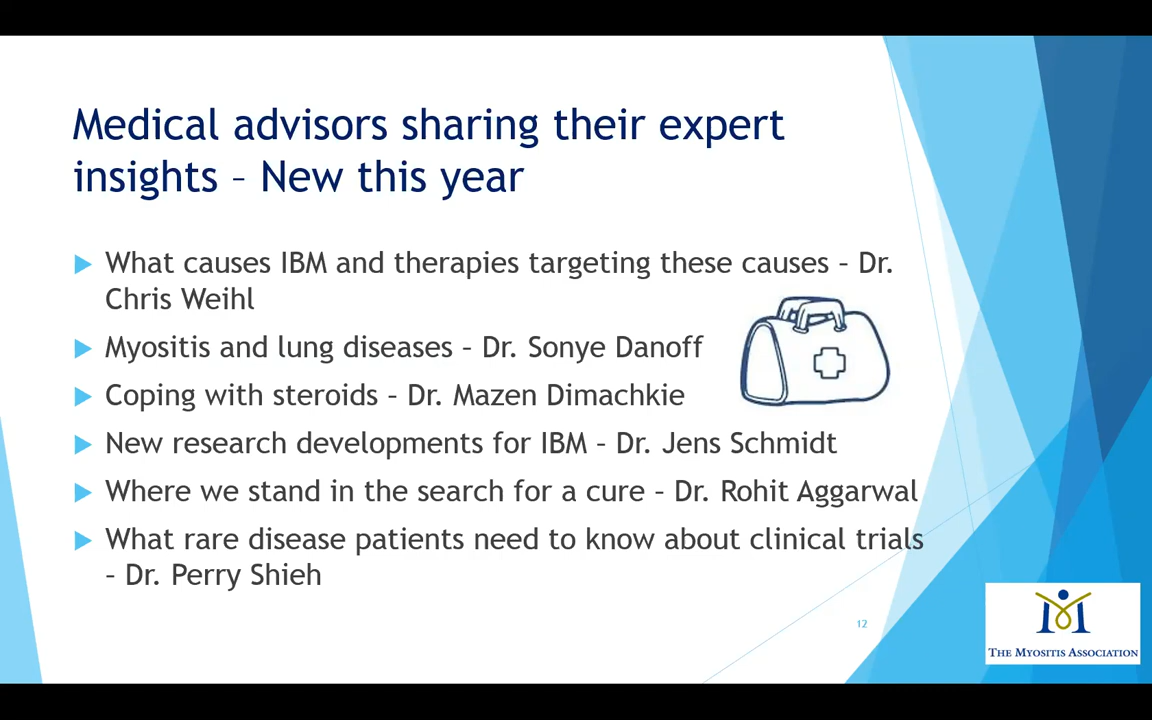 Medical advisors sharing their expert
insights – New this year
What causes IBM and therapies targeting these causes – Dr.
Chris Weihl
Myositis and lung diseases – Dr. Sonye Danoff
Coping with steroids – Dr. Mazen Dimachkie
New research developments for IBM – Dr. Jens Schmidt
Where we stand in the search for a cure – Dr. Rohit Aggarwal
What rare disease patients need to know about clinical trials
– Dr. Perry Shieh
12
THE MYOSITIS ASSOCIATION